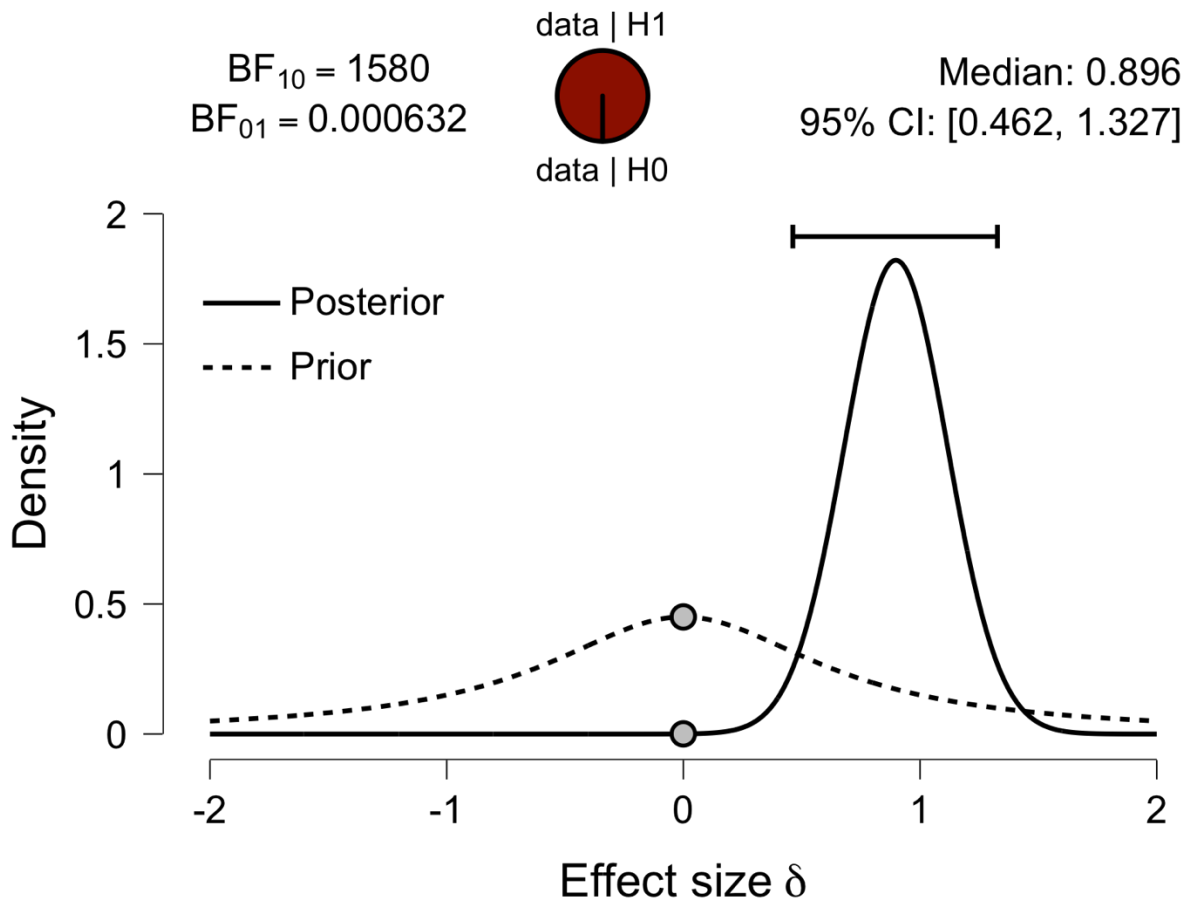 data | H1
BF₁₀ = 1580
BF₀₁ = 0.000632
data | H0
Median: 0.896
95% CI: [0.462, 1.327]
2
1.5
1
0.5
0
Density
Posterior
Prior
-2
-1
0
1
2
Effect size δ